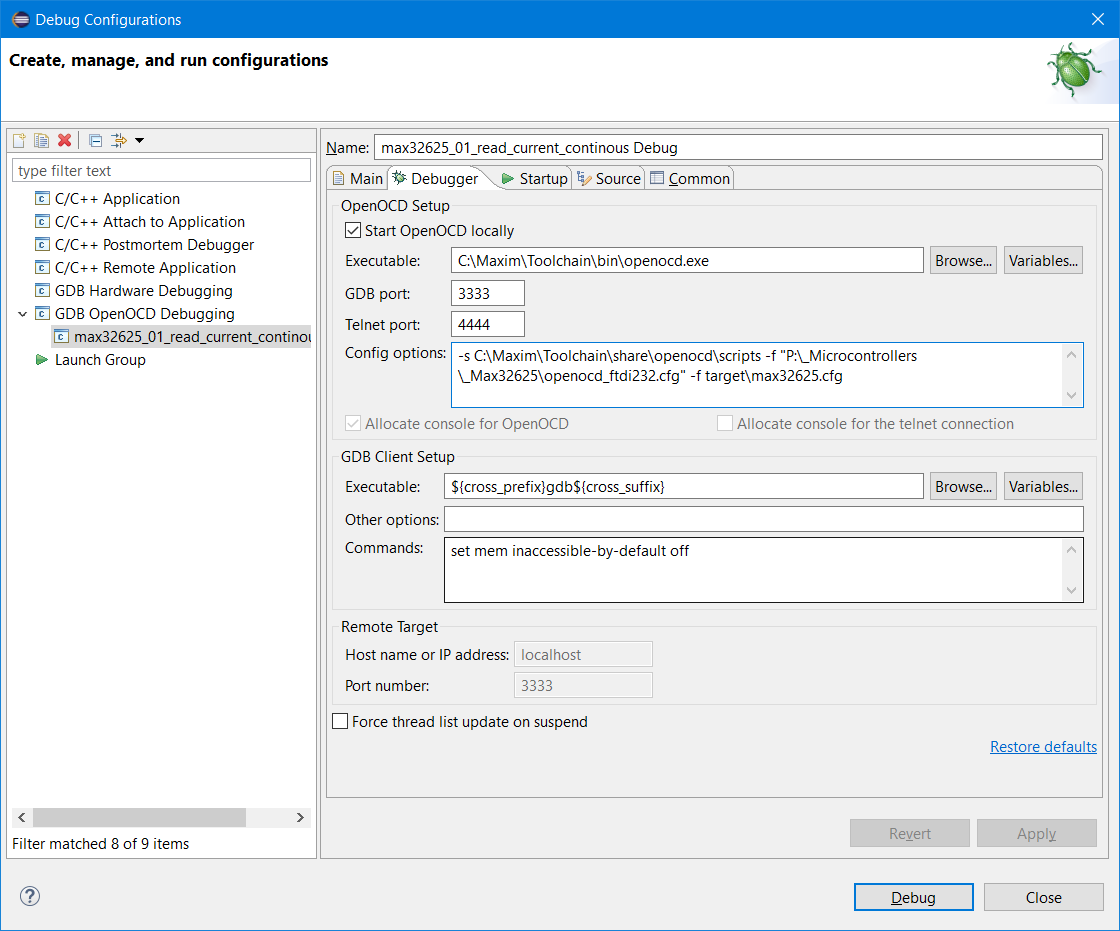 Debug Configurations
Create, manage, and run configurations
type filter text
C/C++ Application
C/C++ Attach to Application
C/C++ Postmortem Debugger
C/C++ Remote Application
GDB Hardware Debugging
GDB OpenOCD Debugging
max32625_01_read_current_continou
Launch Group
Filter matched 8 of 9 items
Name: max32625_01_read_current_continous Debug
Main Debugger Startup Source Common
OpenOCD Setup
Start OpenOCD locally
Executable: C:\Maxim\Toolchain\bin\openocd.exe Browse... Variables...
GDB port: 3333
Telnet port: 4444
Config options: -s C:\Maxim\Toolchain\share\openocd\scripts -f "P:\_Microcontrollers
\_Max32625\openocd_ftdi232.cfg" -f target\max32625.cfg
Allocate console for OpenOCD Allocate console for the telnet connection
GDB Client Setup
Executable: ${cross_prefix}gdb${cross_suffix} Browse... Variables...
Other options:
Commands: set mem inaccessible-by-default off
Remote Target
Host name or IP address: localhost
Port number: 3333
Force thread list update on suspend
Restore defaults
Revert Apply
? Debug Close